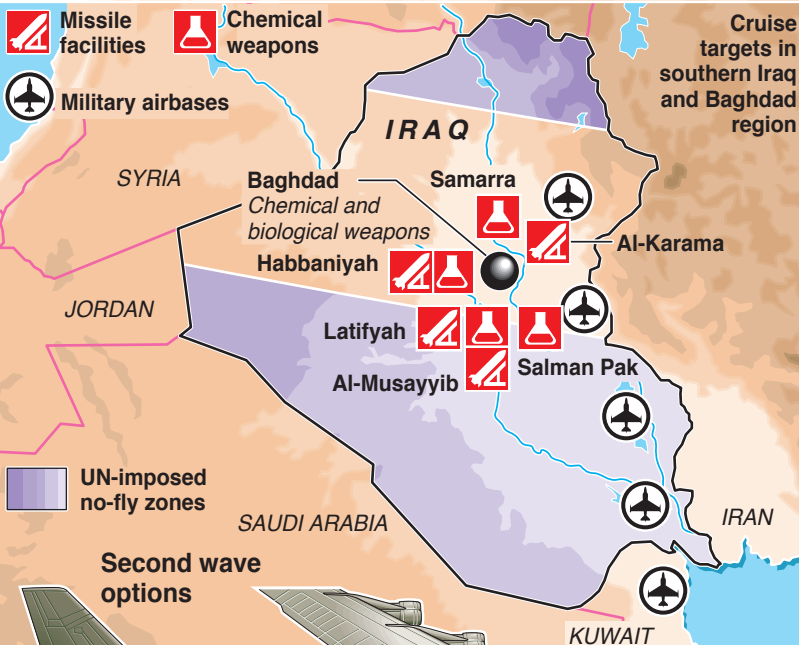 Missile
facilities
Chemical
weapons
Military airbases
Cruise
targets in
southern Iraq
and Baghdad
region
IRAQ
SYRIA
Baghdad
Chemical and
biological weapons
Samarra
Al-Karama
Habbaniyah
JORDAN
Latifyah
Salman Pak
Al-Musayyib
UN-imposed
no-fly zones
SAUDI ARABIA
IRAN
Second wave
options
KUWAIT